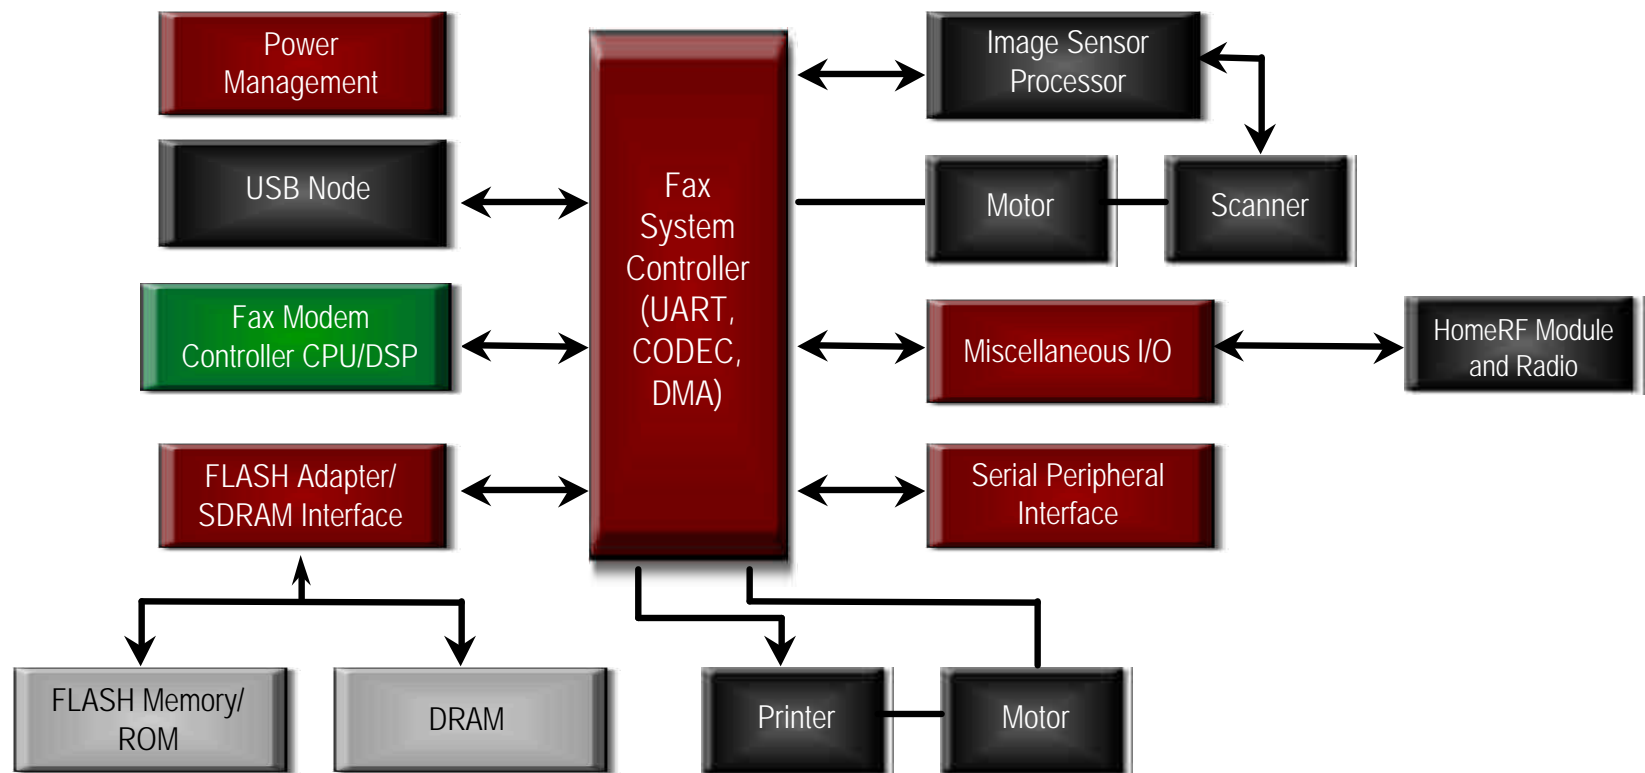 Power
Management
USB Node
Fax Modem
Controller CPU/DSP
FLASH Adapter/
SDRAM Interface
FLASH Memory/
ROM
DRAM
Fax
System
Controller
(UART,
CODEC,
DMA)
Image Sensor
Processor
Motor
Scanner
Miscellaneous I/O
HomeRF Module
and Radio
Serial Peripheral
Interface
Printer
Motor